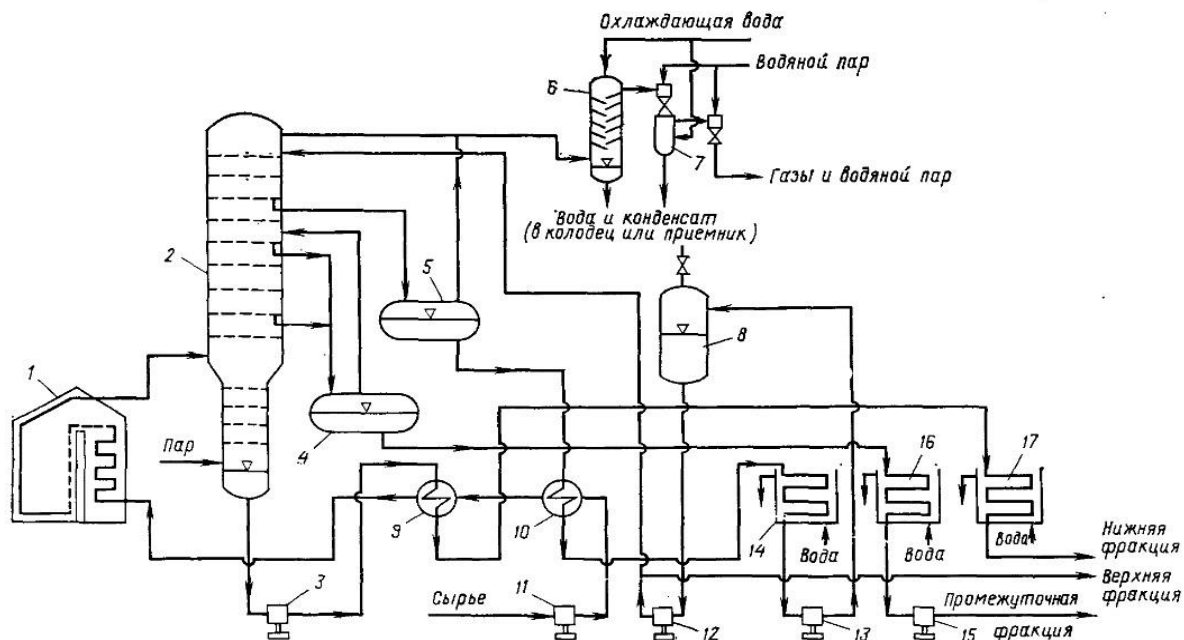 Охлаждающая вода
Водяной пар
6
7
Газы и водяной пар
Вода и конденсат
(в колодец или приемник)
2
5
8
1
4
Пар
16
17
9
10
14
Вода
Вода
Вода
Нижняя
фракция
Верхняя
фракция
3
Сырье
11
12
13
15
Промежуточная
фракция